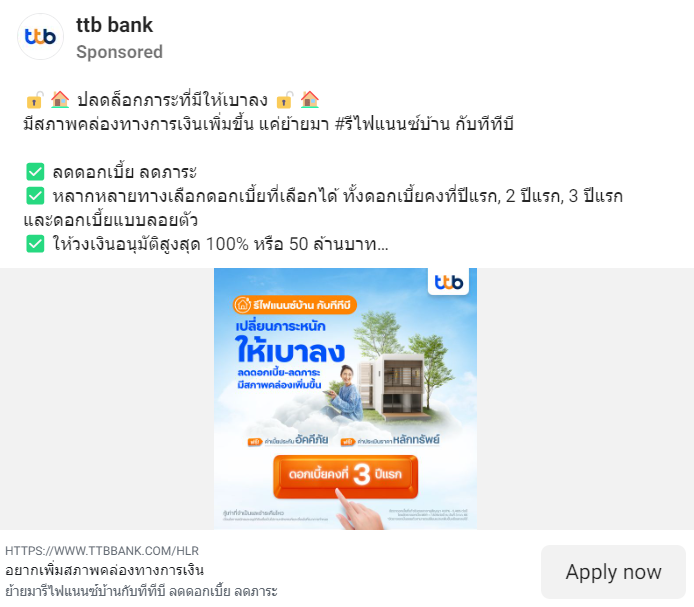 ttb
ttb bank
Sponsored
🔓 🏠 ปลดล็อกภาระที่มีให้เบาลง 🔓 🏠
มีสภาพคล่องทางการเงินเพิ่มขึ้น แค่ย้ายมา #รีไฟแนนซ์บ้าน กับทีทีบี
✅ ลดดอกเบี้ย ลดภาระ
✅ หลากหลายทางเลือกดอกเบี้ยที่เลือกได้ ทั้งดอกเบี้ยคงที่ปีแรก, 2 ปีแรก, 3 ปีแรก
และดอกเบี้ยแบบลอยตัว
✅ ให้วงเงินอนุมัติสูงสุด 100% หรือ 50 ล้านบาท...
ttb
รีไฟแนนซ์บ้าน กับทีทีบี
เปลี่ยนภาระหนัก
ให้เบาลง
ลดดอกเบี้ย-ลดภาระ
มีสภาพคล่องเพิ่มขึ้น
ฟรี ค่าเบี้ยประกันอัคคีภัย ฟรี ค่าประเมินราคาหลักทรัพย์
ดอกเบี้ยคงที่ 3 ปีแรก
HTTPS://WWW.TTBBANK.COM/HLR
อยากเพิ่มสภาพคล่องทางการเงิน
ย้ายมารีไฟแนนซ์บ้านกับทีทีบี ลดดอกเบี้ย ลดภาระ
Apply now